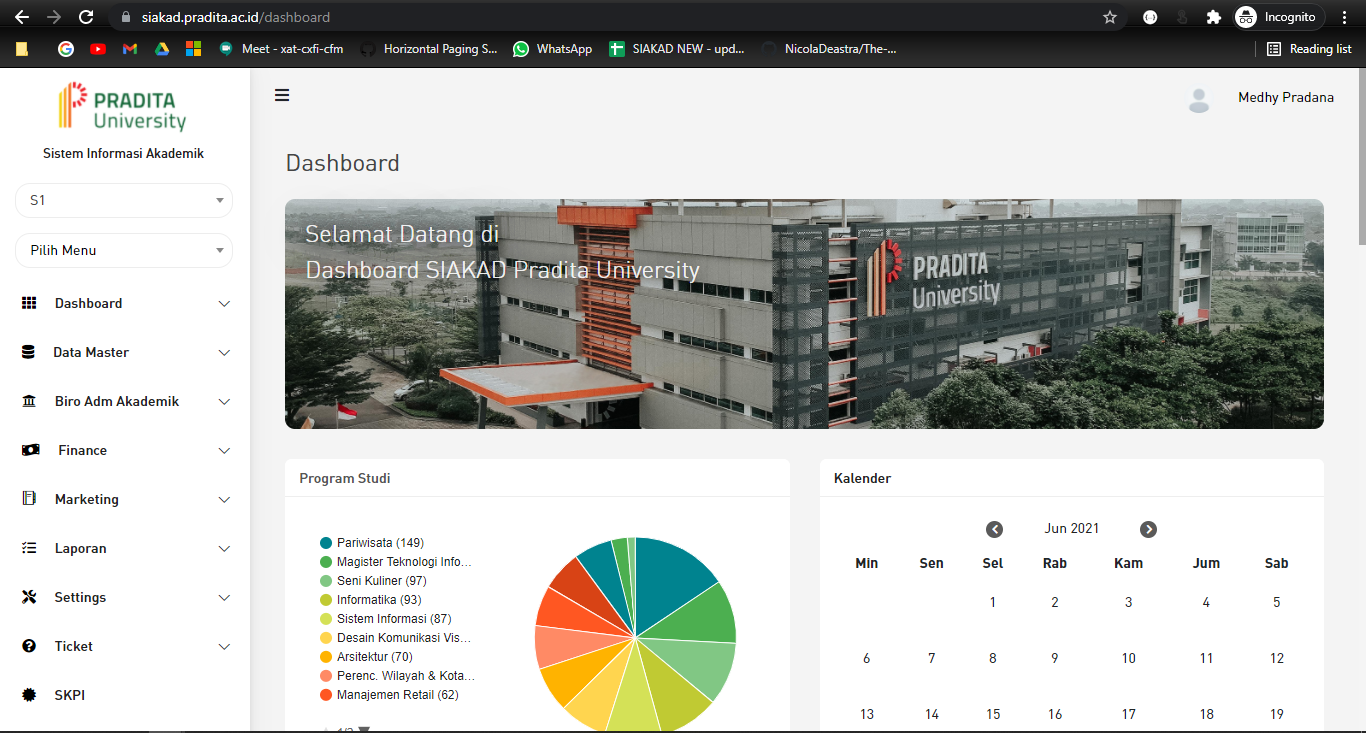 siakad.pradita.ac.id/dashboard
Incognito
Meet - xat-cxfi-cfm
Horizontal Paging S...
WhatsApp
SIAKAD NEW - upd...
NicolaDeastra/The-...
Reading list
PRADITA
University
Sistem Informasi Akademik
S1
Pilih Menu
Dashboard
Data Master
Biro Adm Akademik
Finance
Marketing
Laporan
Settings
Ticket
SKPI
Medhy Pradana
Dashboard
Selamat Datang di
Dashboard SIAKAD Pradita University
PRADITA
University
Program Studi
Pariwisata (149)
Magister Teknologi Info...
Seni Kuliner (97)
Informatika (93)
Sistem Informasi (87)
Desain Komunikasi Vis...
Arsitektur (70)
Perenc. Wilayah & Kota...
Manajemen Retail (62)
Kalender
Jun 2021
Min Sen Sel Rab Kam Jum Sab
1 2 3 4 5
6 7 8 9 10 11 12
13 14 15 16 17 18 19